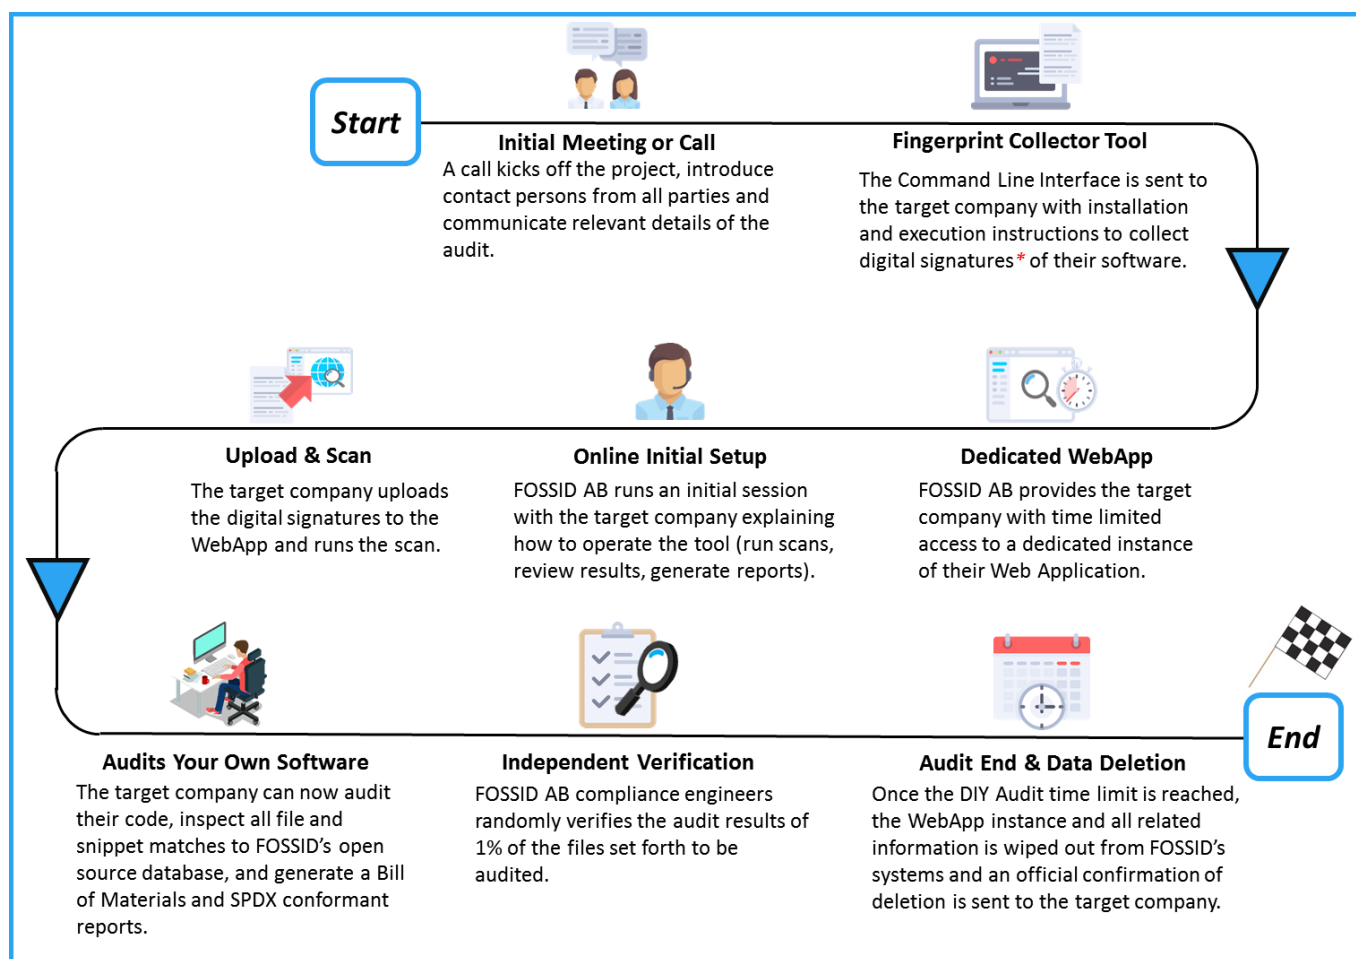 Start
Initial Meeting or Call
A call kicks off the project, introduce
contact persons from all parties and
communicate relevant details of the
audit.
Fingerprint Collector Tool
The Command Line Interface is sent to
the target company with installation
and execution instructions to collect
digital signatures* of their software.
Dedicated WebApp
FOSSID AB provides the target
company with time limited
access to a dedicated instance
of their Web Application.
Online Initial Setup
FOSSID AB runs an initial session
with the target company explaining
how to operate the tool (run scans,
review results, generate reports).
Upload & Scan
The target company uploads
the digital signatures to the
WebApp and runs the scan.
Audits Your Own Software
The target company can now audit
their code, inspect all file and
snippet matches to FOSSID’s open
source database, and generate a Bill
of Materials and SPDX conformant
reports.
Independent Verification
FOSSID AB compliance engineers
randomly verifies the audit results of
1% of the files set forth to be
audited.
Audit End & Data Deletion
Once the DIY Audit time limit is reached,
the WebApp instance and all related
information is wiped out from FOSSID’s
systems and an official confirmation of
deletion is sent to the target company.
End